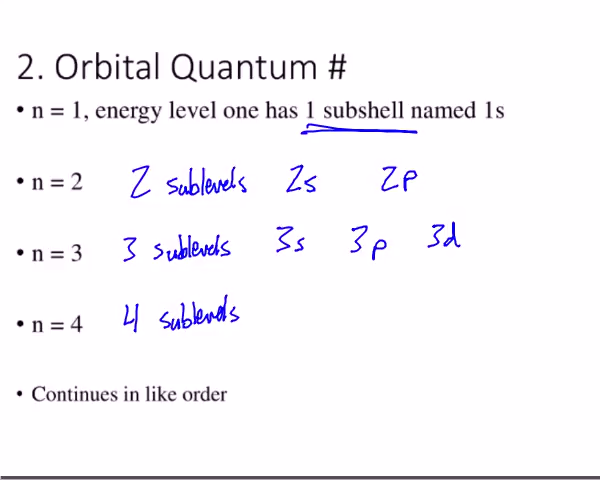 2. Orbital Quantum #
• n = 1, energy level one has 1 subshell named 1s
• n = 2 2 sublevels 2s 2p
• n = 3 3 sublevels 3s 3p 3d
• n = 4 4 sublevels
• Continues in like order